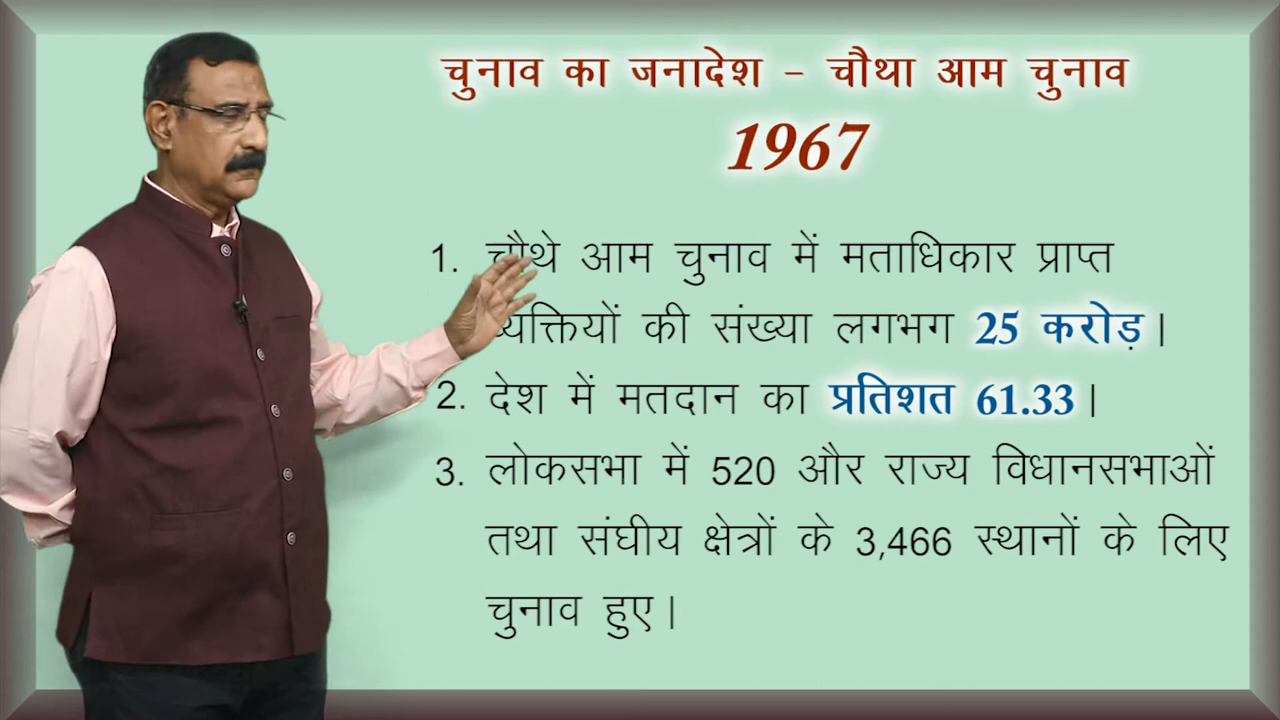 चुनाव का जनादेश - चौथा आम चुनाव
1967
1. चौथे आम चुनाव में मताधिकार प्राप्त
व्यक्तियों की संख्या लगभग 25 करोड़।
2. देश में मतदान का प्रतिशत 61.33।
3. लोकसभा में 520 और राज्य विधानसभाओं
तथा संघीय क्षेत्रों के 3,466 स्थानों के लिए
चुनाव हुए।